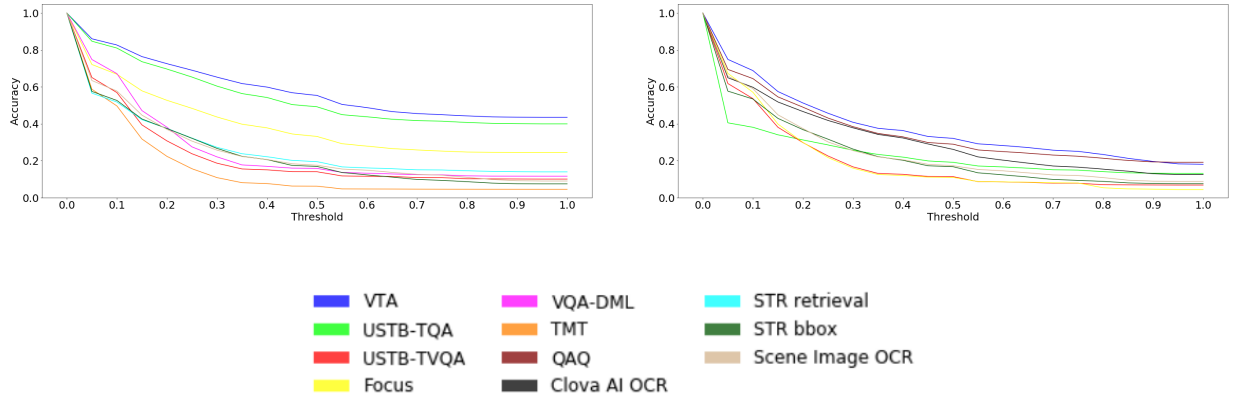 1.0
0.8
0.6
0.4
0.2
0.0
Accuracy
0.0 0.1 0.2 0.3 0.4 0.5 0.6 0.7 0.8 0.9 1.0
Threshold
1.0
0.8
0.6
0.4
0.2
0.0
Accuracy
0.0 0.1 0.2 0.3 0.4 0.5 0.6 0.7 0.8 0.9 1.0
Threshold
VTA
USTB-TQA
USTB-TVQA
Focus
VQA-DML
TMT
QAQ
Clova AI OCR
STR retrieval
STR bbox
Scene Image OCR